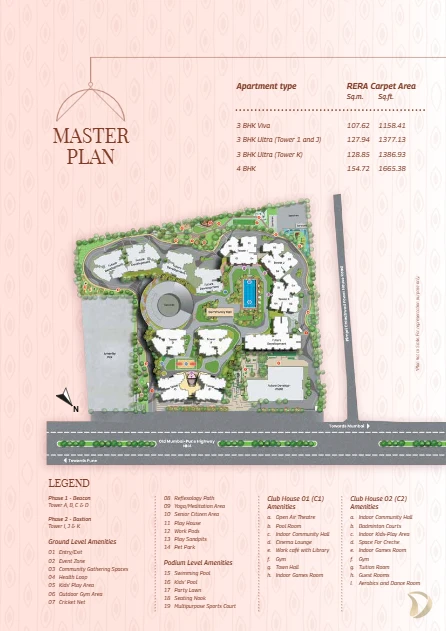 Apartment type RERA Carpet Area
Sq.m. Sq.ft.
3 BHK Viva 107.62 1158.41
3 BHK Ultra (Tower 1 and J) 127.94 1377.13
3 BHK Ultra (Tower K) 128.85 1386.93
4 BHK 154.72 1665.38
MASTER
PLAN
N
Towards Mumbai
Old Mumbai-Pune Highway
Towards Pune
LEGEND
Phase 1 - Beacon
Tower A, B, C & D
Phase 2 - Bastion
Tower I, J & K
Ground Level Amenities
01 Entry/Exit
02 Event Zone
03 Community Gathering Spaces
04 Health Loop
05 Kids' Play Area
06 Outdoor Gym Area
07 Cricket Net
08 Reflexology Path
09 Yoga/Meditation Area
10 Senior Citizen Area
11 Play House
12 Work Pods
13 Play Sandpits
14 Pet Park
Podium Level Amenities
15 Swimming Pool
16 Kids' Pool
17 Party Lawn
18 Seating Nook
19 Multipurpose Sports Court
Club House 01 (C1)
Amenities
a. Open Air Theatre
b. Pool Room
c. Indoor Community Hall
d. Cinema Lounge
e. Work café with Library
f. Gym
g. Town Hall
h. Indoor Games Room
Club House 02 (C2)
Amenities
a. Indoor Community Hall
b. Badminton Courts
c. Indoor Kids-Play Area
d. Space For Creche
e. Indoor Games Room
f. Gym
g. Tuition Room
h. Guest Rooms
i. Aerobics and Dance Room